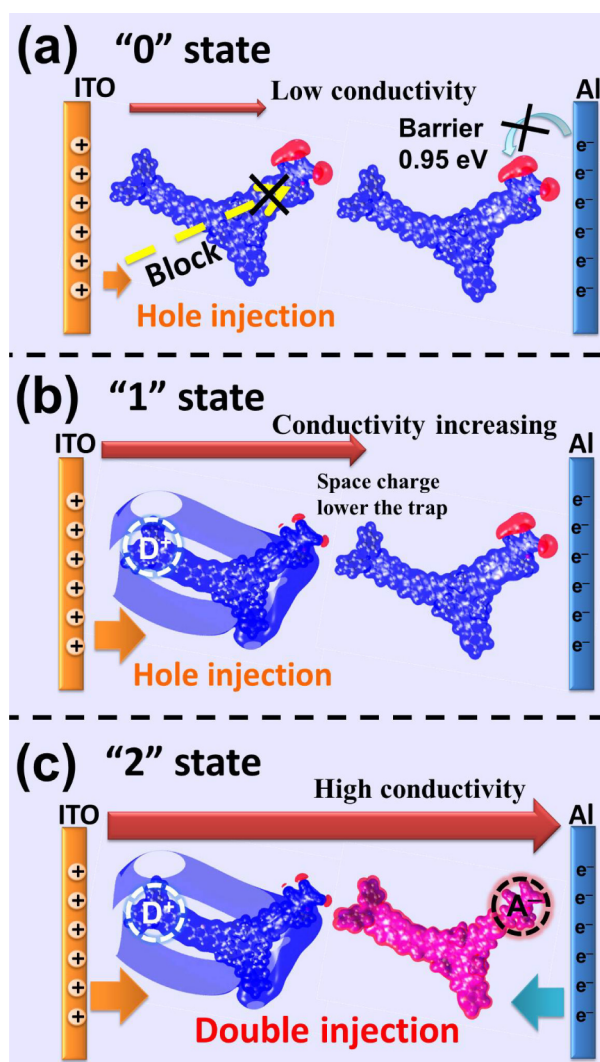 (a) “0” state
ITO
Low conductivity
Al
Barrier
0.95 eV
Block
Hole injection
+
+
+
+
+
+
e⁻
e⁻
e⁻
e⁻
e⁻
e⁻
(b) “1” state
ITO
Conductivity increasing
Al
Space charge
lower the trap
D⁺
Hole injection
+
+
+
+
+
+
e⁻
e⁻
e⁻
e⁻
e⁻
e⁻
(c) “2” state
ITO
High conductivity
Al
D⁺
A⁻
Double injection
+
+
+
+
+
+
e⁻
e⁻
e⁻
e⁻
e⁻
e⁻